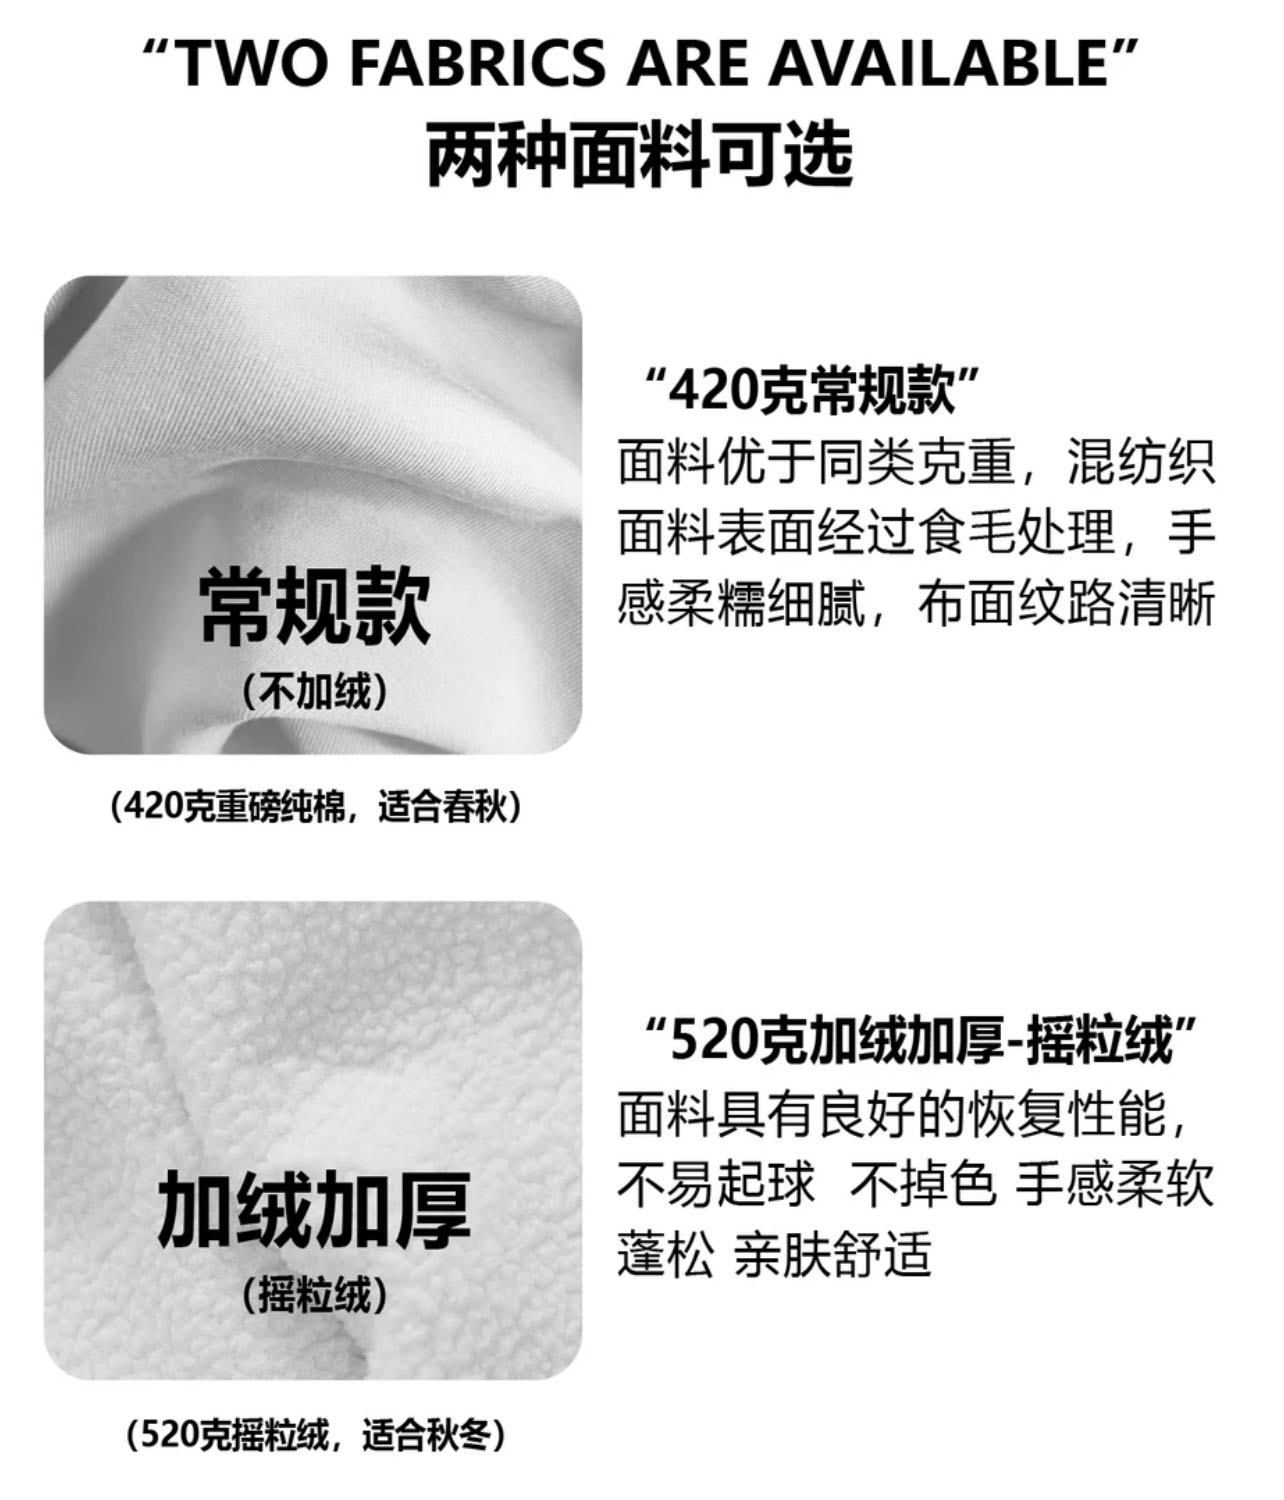 “TWO FABRICS ARE AVAILABLE”
两种面料可选
“420克常规款”
面料优于同类克重，混纺织
面料表面经过食毛处理，手
感柔糯细腻，布面纹路清晰
常规款
（不加绒）
（420克重磅纯棉，适合春秋）
“520克加绒加厚-摇粒绒”
面料具有良好的恢复性能，
不易起球 不掉色 手感柔软
蓬松 亲肤舒适
加绒加厚
（摇粒绒）
（520克摇粒绒，适合秋冬）